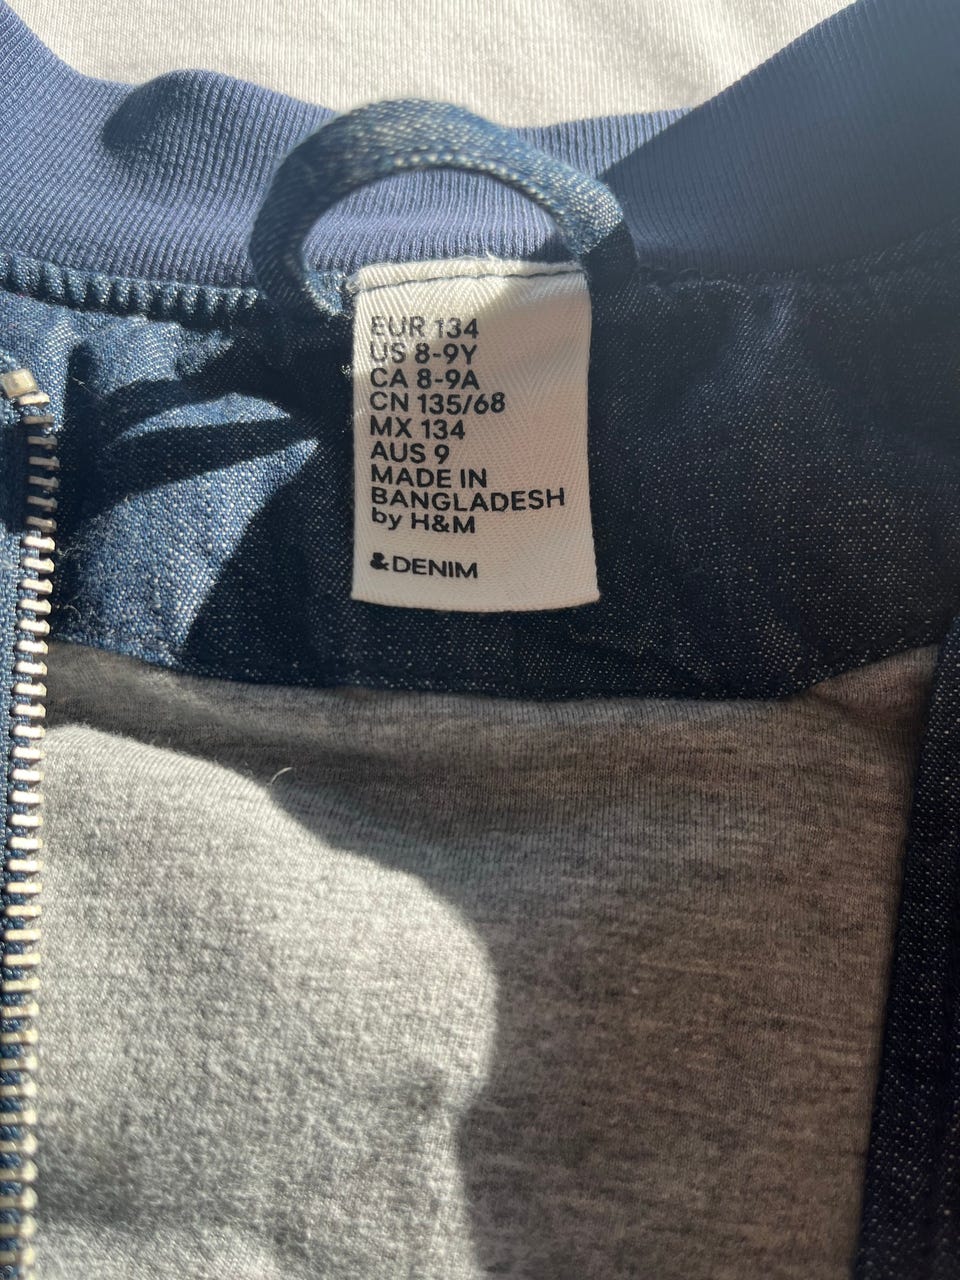 EUR 134
US 8-9Y
CA 8-9A
CN 135/68
MX 134
AUS 9
MADE IN
BANGLADESH
by H&M
&DENIM